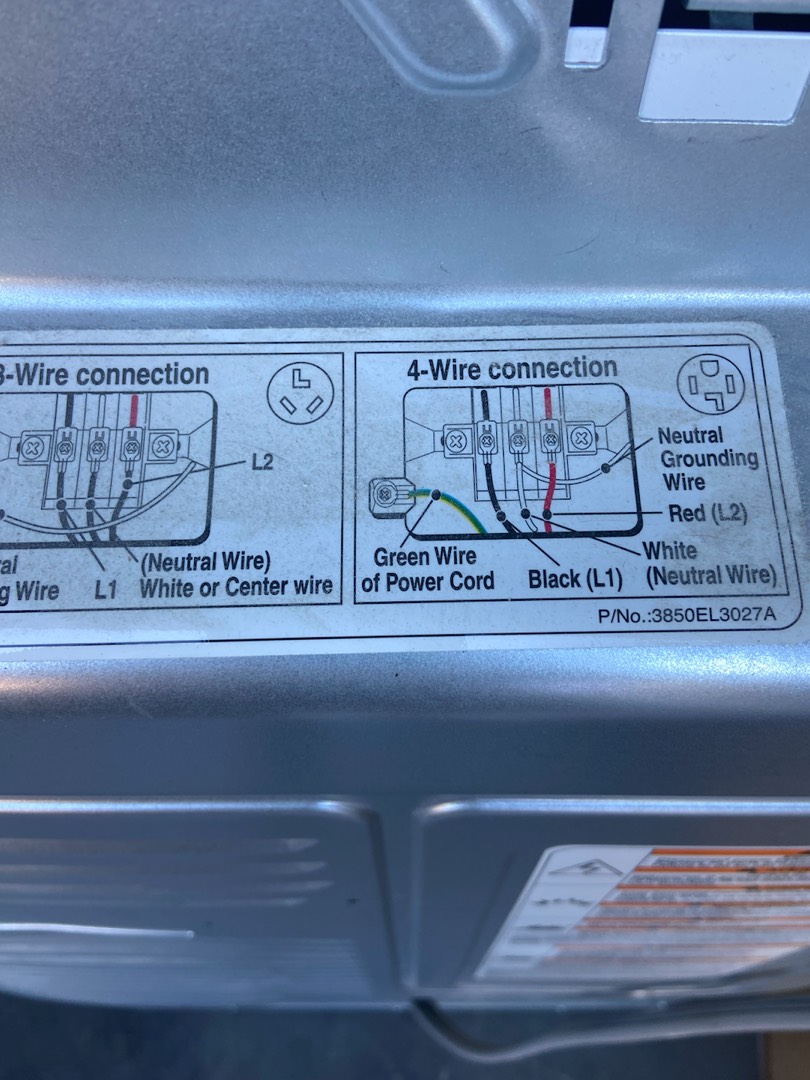 3-Wire connection
L2
(Neutral Wire)
L1 White or Center wire
4-Wire connection
Neutral
Grounding
Wire
Red (L2)
White
(Neutral Wire)
Green Wire
of Power Cord
Black (L1)
P/No.:3850EL3027A